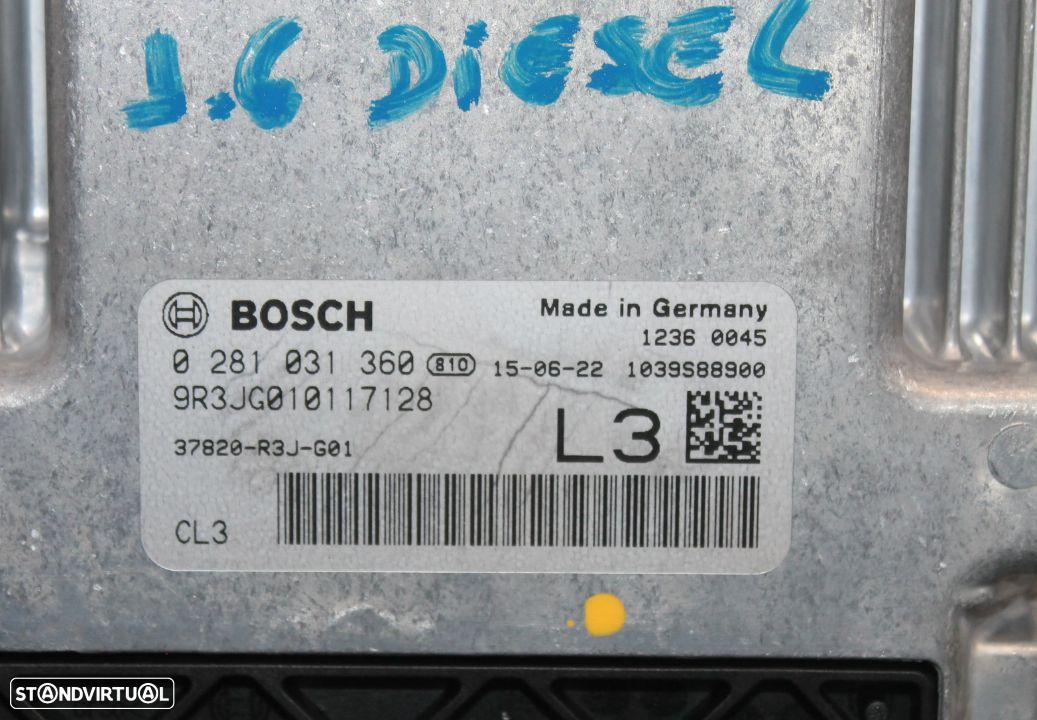 1.6 DIESEL
BOSCH
Made in Germany
1236 0045
0 281 031 360 810 15-06-22 1039S88900
9R3JG010117128
L3
37820-R3J-G01
CL3
STANDVIRTUAL